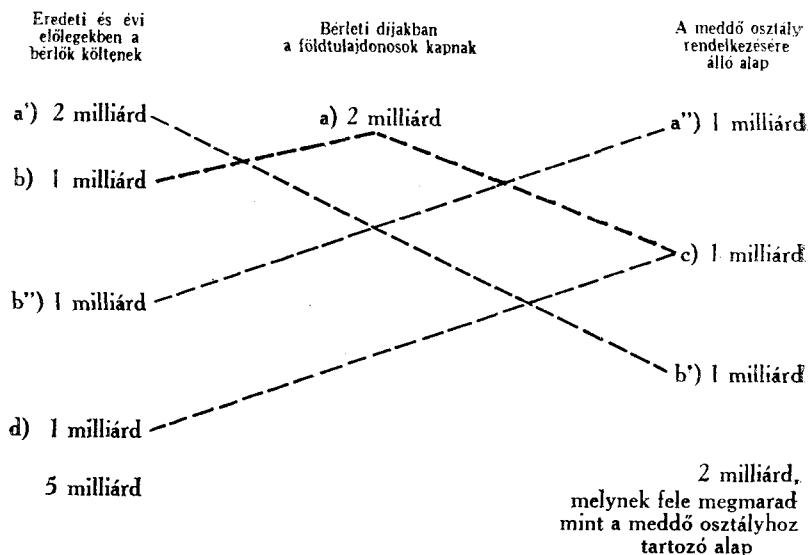 Eredeti és évi
előlegekben a
bérlők költenek
Bérleti díjakban
a földtulajdonosok kapnak
A meddő osztály
rendelkezésére
álló alap
a') 2 milliárd
a) 2 milliárd
a'') 1 milliárd
b) 1 milliárd
c) 1 milliárd
b'') 1 milliárd
b') 1 milliárd
d) 1 milliárd
5 milliárd
2 milliárd,
melynek fele megmarad
mint a meddő osztályhoz
tartozó alap